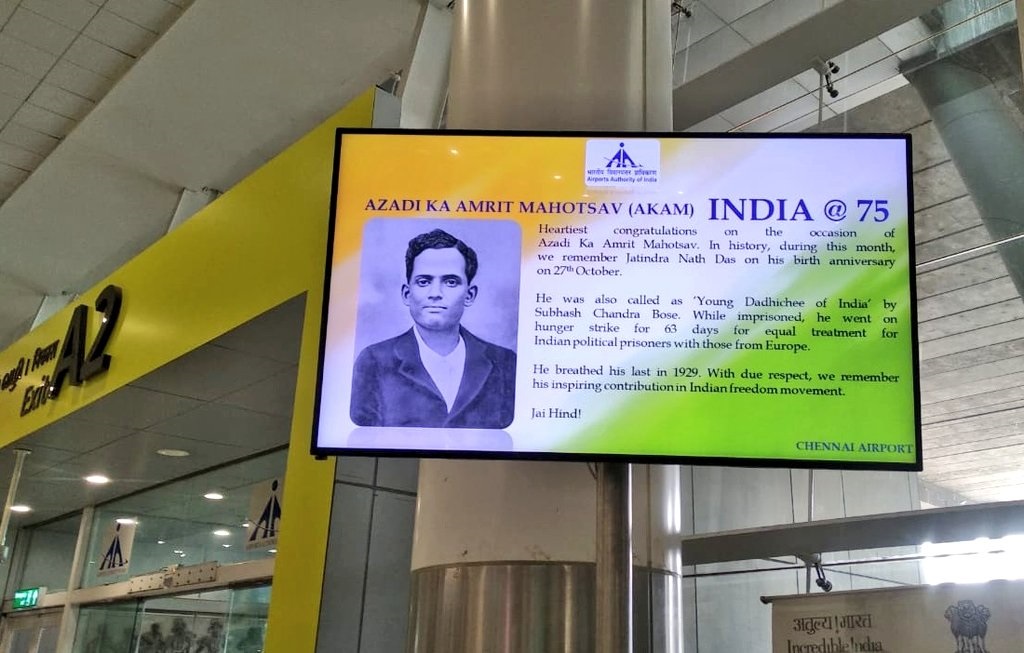 भारतीय विमानपत्तन प्राधिकरण
Airports Authority of India
AZADI KA AMRIT MAHOTSAV (AKAM) INDIA @ 75
Heartiest congratulations on the occasion of
Azadi Ka Amrit Mahotsav. In history, during this month,
we remember Jatindra Nath Das on his birth anniversary
on 27th October.
He was also called as 'Young Dadhichee of India' by
Subhash Chandra Bose. While imprisoned, he went on
hunger strike for 63 days for equal treatment for
Indian political prisoners with those from Europe.
He breathed his last in 1929. With due respect, we remember
his inspiring contribution in Indian freedom movement.
Jai Hind!
CHENNAI AIRPORT
A2
Exit
अतुल्य! भारत
Incredible !ndia